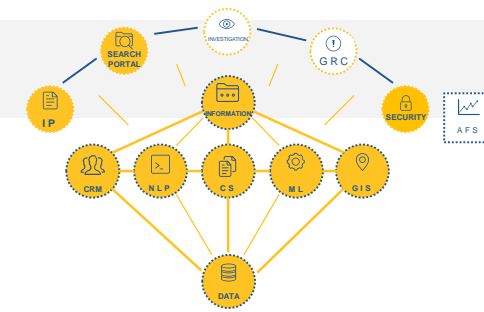 INVESTIGATION
SEARCH
PORTAL
G R C
I P
INFORMATION
SECURITY
A F S
CRM
N L P
C S
M L
G I S
DATA